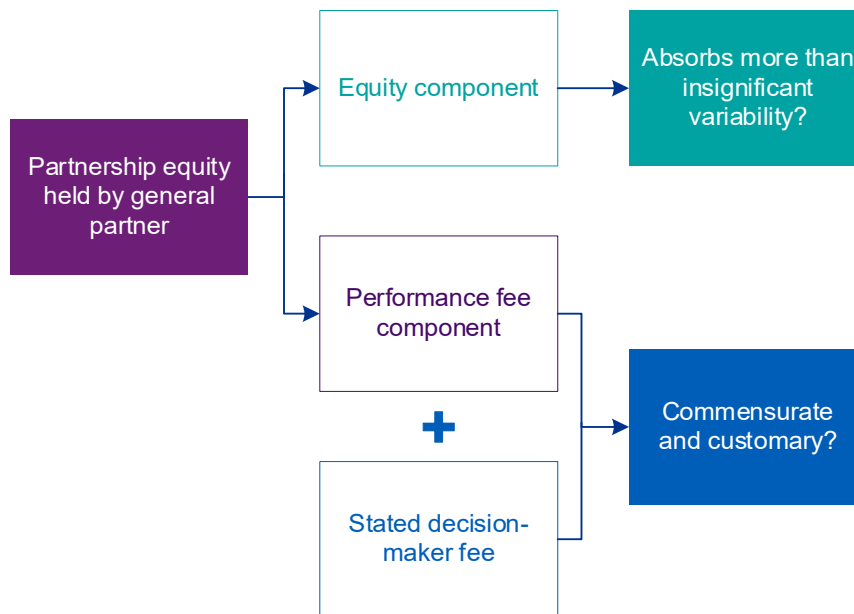 Partnership equity
held by general
partner
Equity component
Absorbs more than
insignificant
variability?
Performance fee
component
Stated decision-
maker fee
Commensurate
and customary?